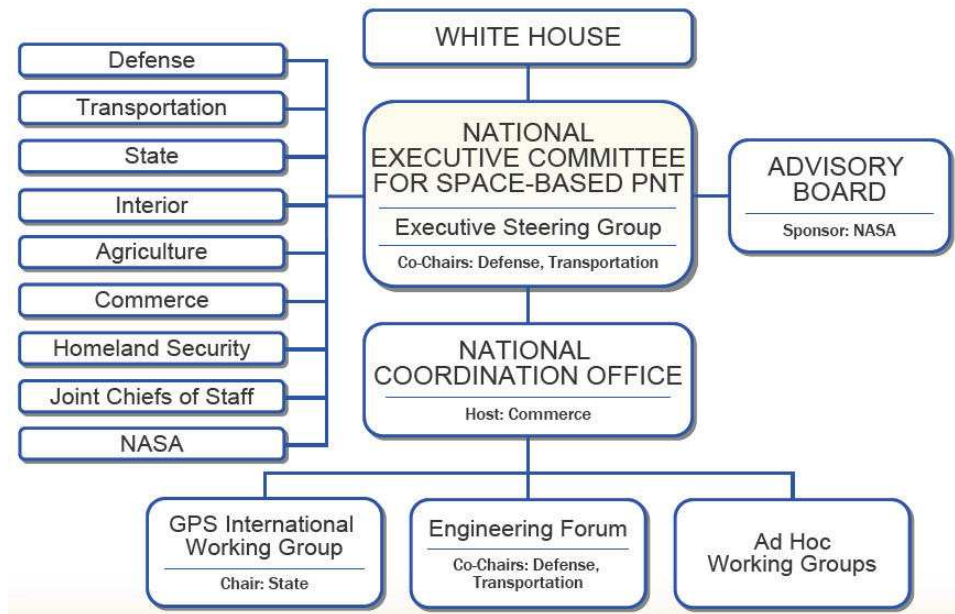 WHITE HOUSE
Defense
Transportation
State
Interior
Agriculture
Commerce
Homeland Security
Joint Chiefs of Staff
NASA
NATIONAL
EXECUTIVE COMMITTEE
FOR SPACE-BASED PNT
Executive Steering Group
Co-Chairs: Defense, Transportation
ADVISORY
BOARD
Sponsor: NASA
NATIONAL
COORDINATION OFFICE
Host: Commerce
GPS International
Working Group
Chair: State
Engineering Forum
Co-Chairs: Defense,
Transportation
Ad Hoc
Working Groups